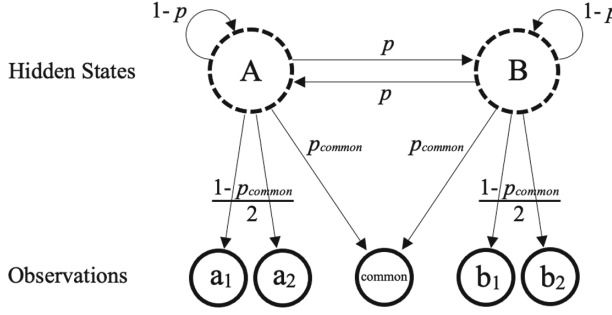 1- p
1- p
Hidden States
A
p
p
B
p_common
p_common
1- p_common
2
1- p_common
2
Observations
a₁
a₂
common
b₁
b₂